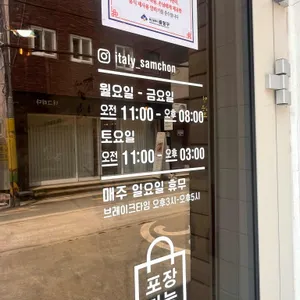 italy_samchon
월요일 - 금요일
오전 11:00 - 오후 08:00
토요일
오전 11:00 - 오후 03:00
매주 일요일 휴무
브레이크타임 오후3시-오후5시
포장